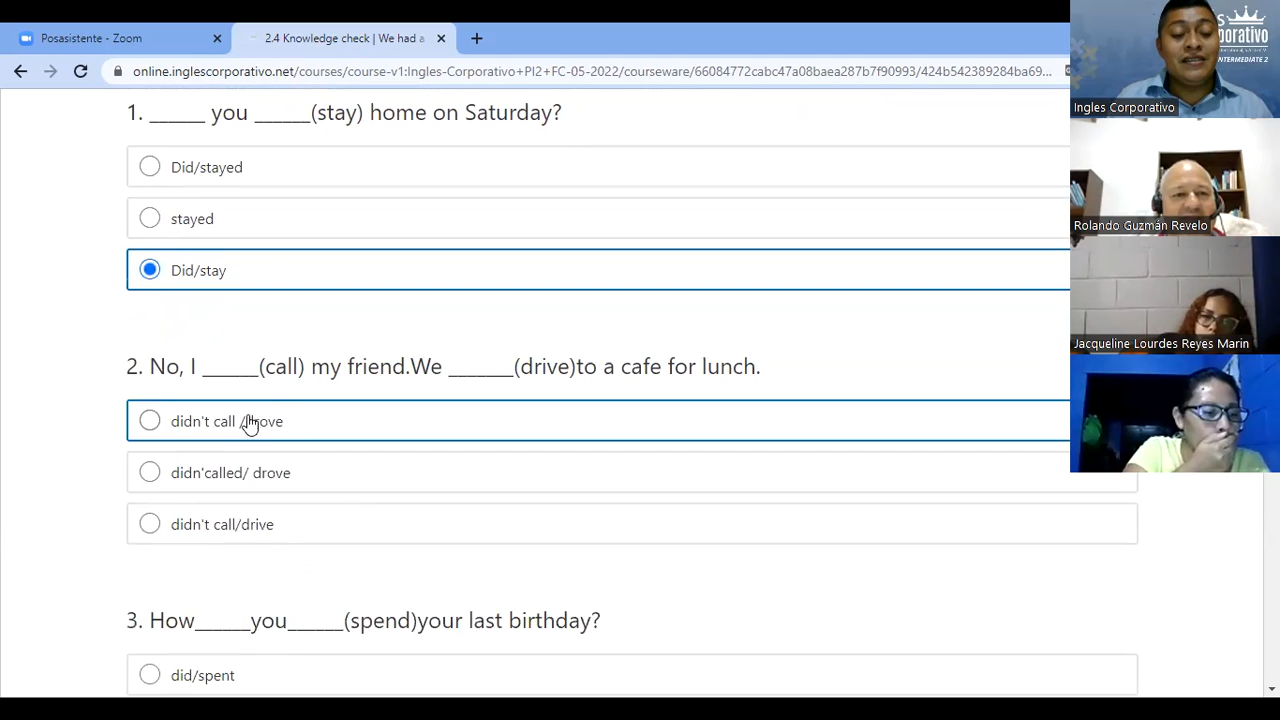 Posasistente - Zoom
2.4 Knowledge check | We had a
online.inglescorporativo.net/courses/course-v1:Ingles-Corporativo+PI2+FC-05-2022/courseware/66084772cabc47a08baea287b7f90993/424b542389284ba69...
1. ______ you ______(stay) home on Saturday?
Did/stayed
stayed
Did/stay
2. No, I ______(call) my friend.We _______(drive)to a cafe for lunch.
didn't call /drove
didn'called/ drove
didn't call/drive
3. How______you______(spend)your last birthday?
did/spent
INTERMEDIATE 2
Ingles Corporativo
Rolando Guzmán Revelo
Jacqueline Lourdes Reyes Marin